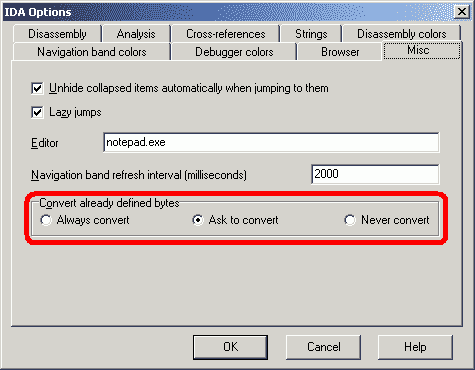 IDA Options
Disassembly Analysis Cross-references Strings Disassembly colors
Navigation band colors Debugger colors Browser Misc
Unhide collapsed items automatically when jumping to them
Lazy jumps
Editor notepad.exe
Navigation band refresh interval (milliseconds) 2000
Convert already defined bytes
Always convert Ask to convert Never convert
OK Cancel Help